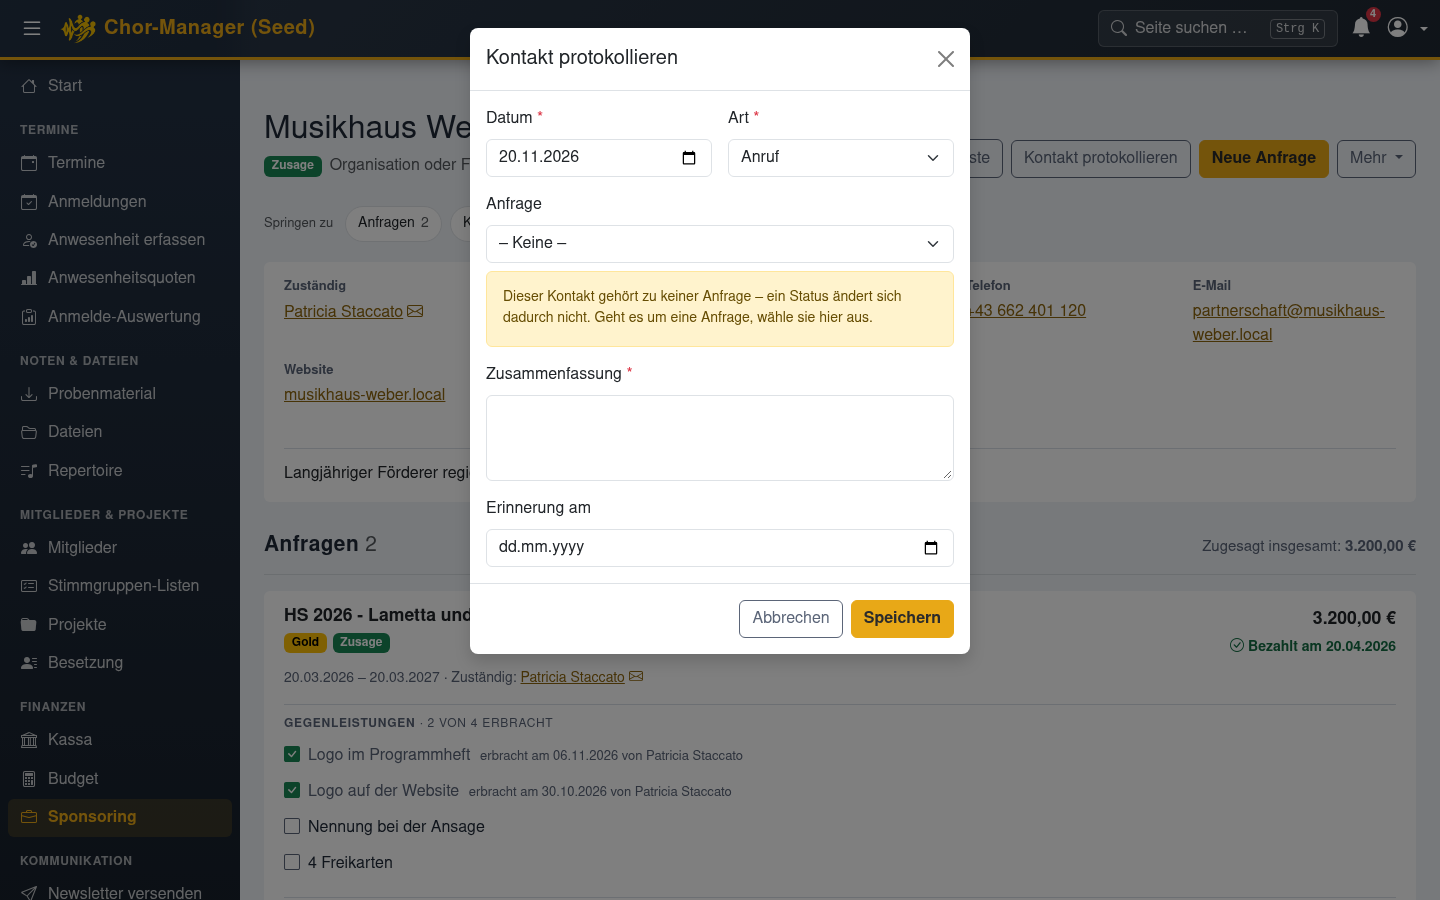 Chor-Manager (Seed)
Seite suchen …
Strg K
4
Start
TERMINE
Termine
Anmeldungen
Anwesenheit erfassen
Anwesenheitsquoten
Anmelde-Auswertung
NOTEN & DATEIEN
Probenmaterial
Dateien
Repertoire
MITGLIEDER & PROJEKTE
Mitglieder
Stimmgruppen-Listen
Projekte
Besetzung
FINANZEN
Kassa
Budget
Sponsoring
KOMMUNIKATION
Newsletter versenden
Musikhaus We
Zusage Organisation oder F
Kontakt protokollieren
Neue Anfrage
Mehr
Springen zu
Anfragen 2
Zuständig
Patricia Staccato
Telefon
+43 662 401 120
E-Mail
partnerschaft@musikhaus-
weber.local
Website
musikhaus-weber.local
Langjähriger Förderer regi
Anfragen 2
Zugesagt insgesamt: 3.200,00 €
HS 2026 - Lametta und
3.200,00 €
Gold Zusage
Bezahlt am 20.04.2026
20.03.2026 – 20.03.2027 · Zuständig: Patricia Staccato
GEGENLEISTUNGEN · 2 VON 4 ERBRACHT
Logo im Programmheft erbracht am 06.11.2026 von Patricia Staccato
Logo auf der Website erbracht am 30.10.2026 von Patricia Staccato
Nennung bei der Ansage
4 Freikarten
Kontakt protokollieren
Datum *
Art *
20.11.2026
Anruf
Anfrage
– Keine –
Dieser Kontakt gehört zu keiner Anfrage – ein Status ändert sich
dadurch nicht. Geht es um eine Anfrage, wähle sie hier aus.
Zusammenfassung *
Erinnerung am
dd.mm.yyyy
Abbrechen
Speichern